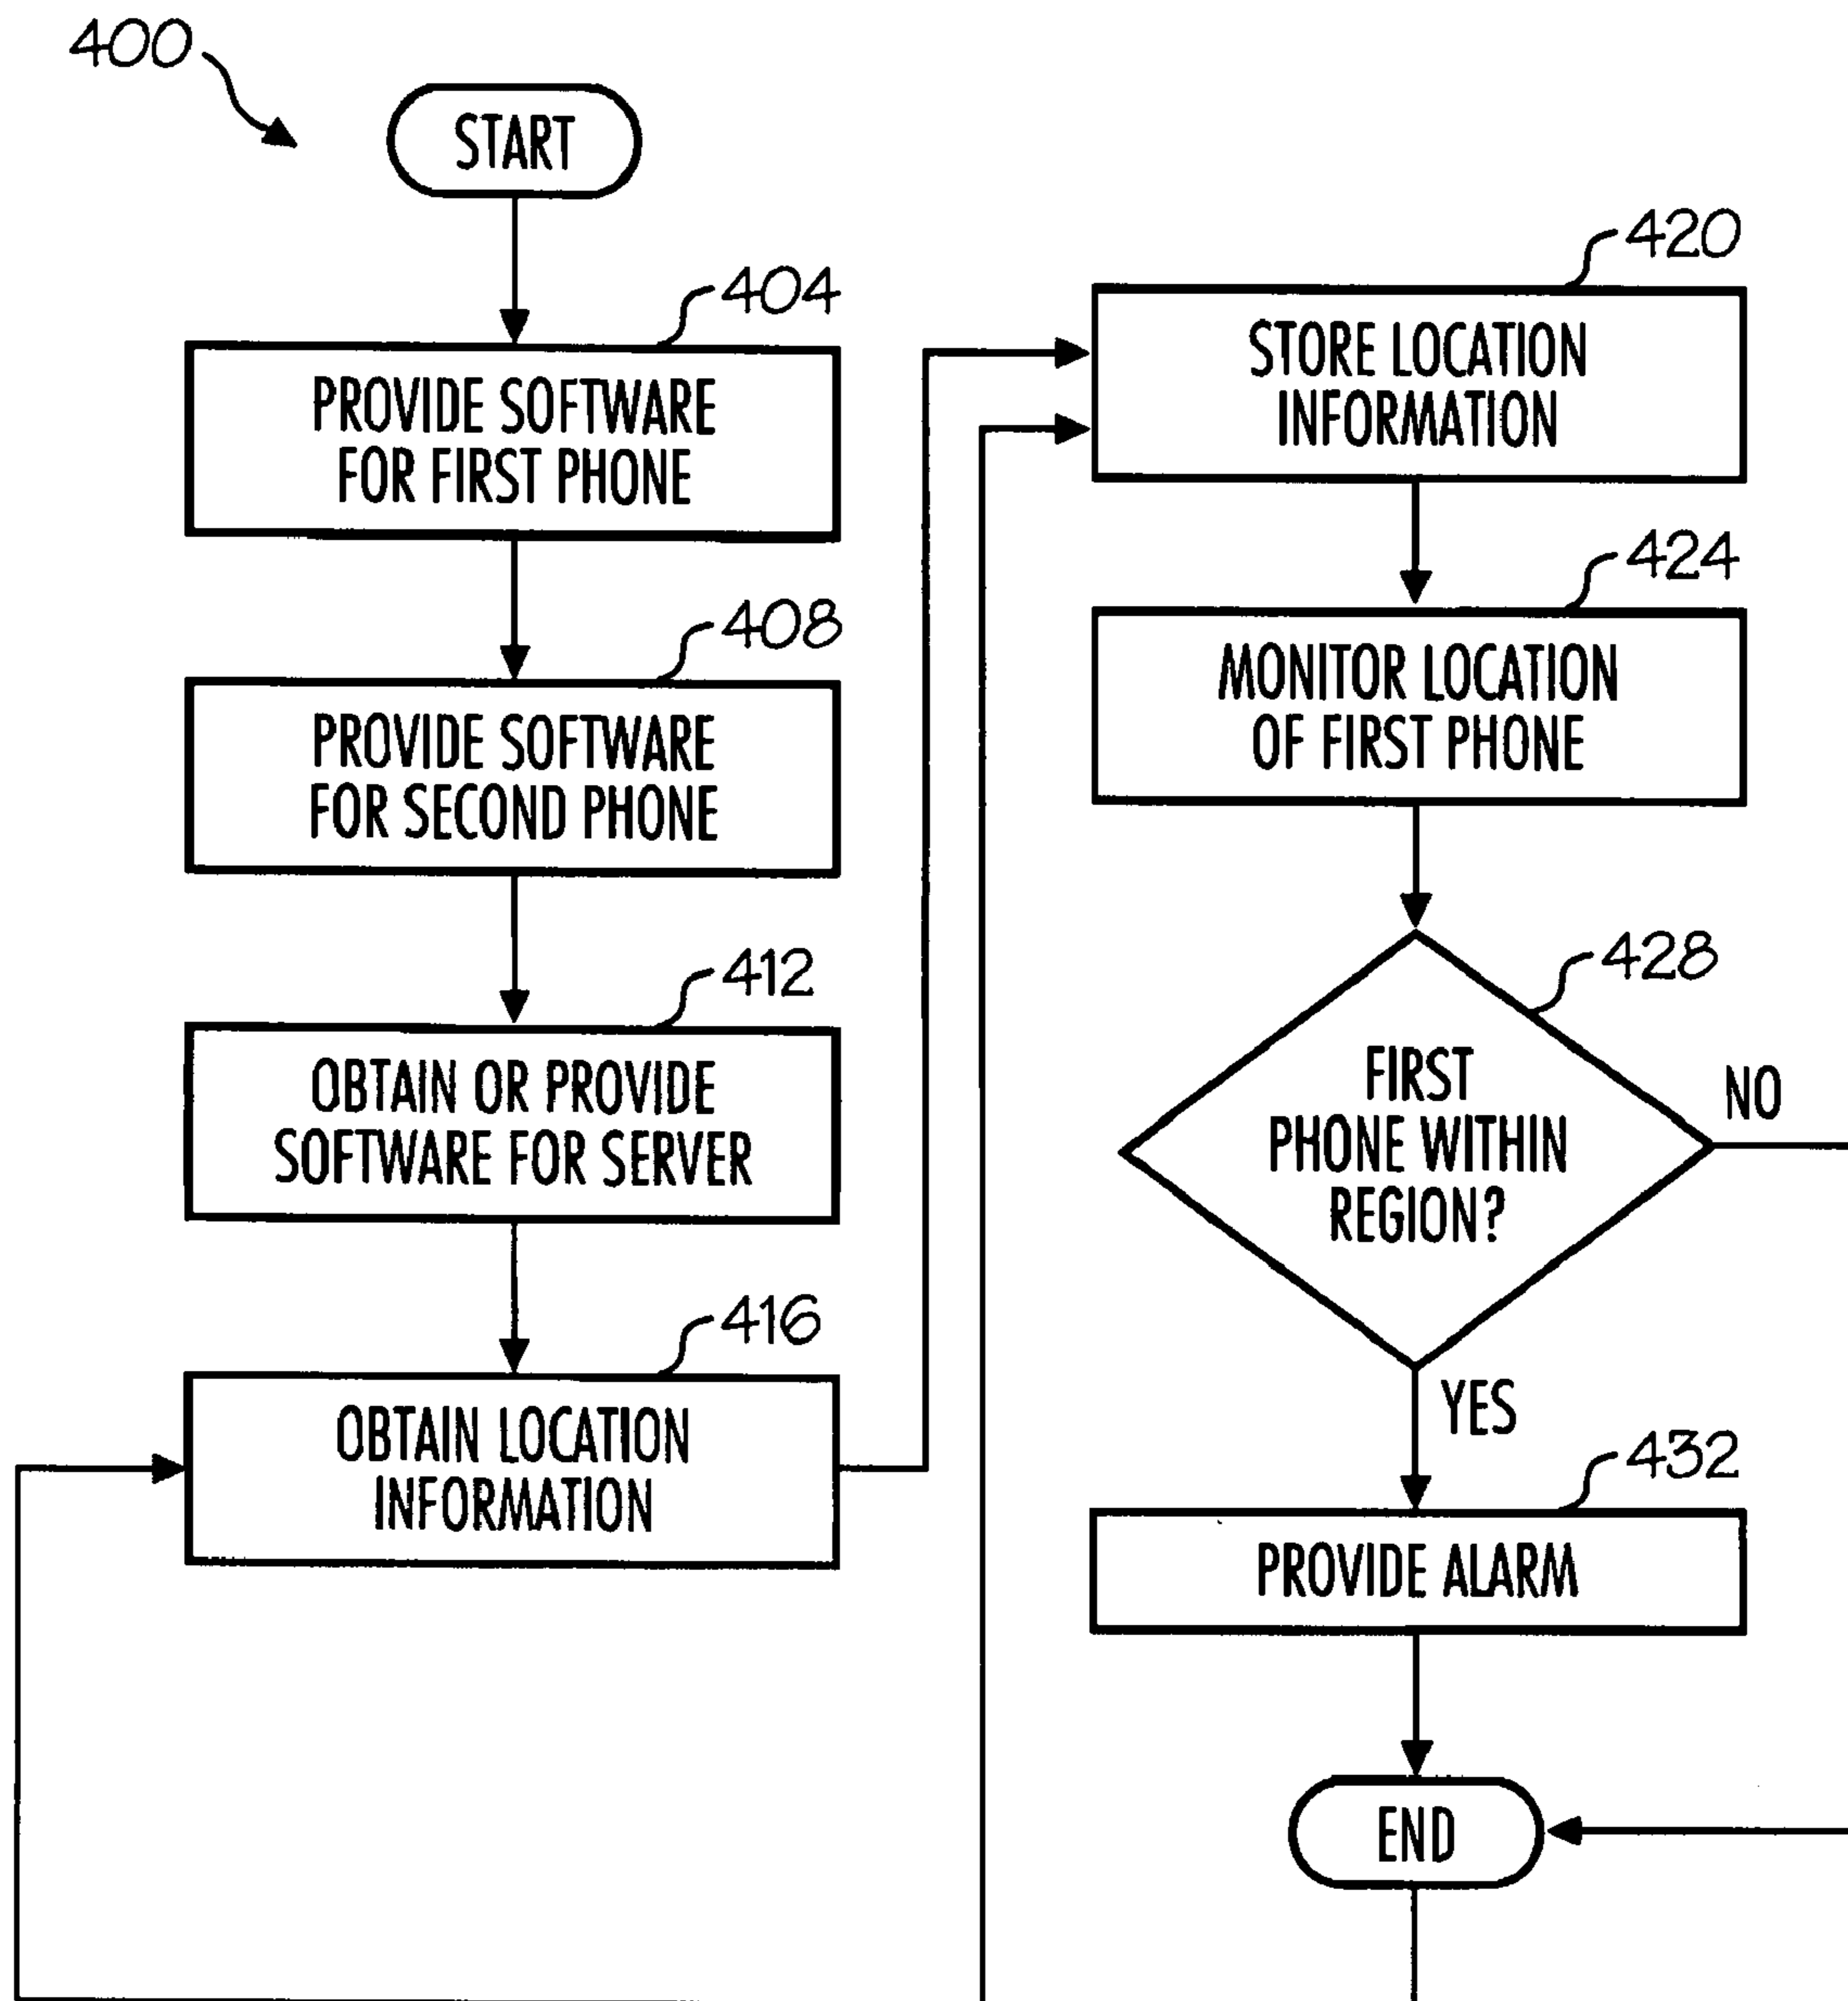 400
START
404
PROVIDE SOFTWARE
FOR FIRST PHONE
408
PROVIDE SOFTWARE
FOR SECOND PHONE
412
OBTAIN OR PROVIDE
SOFTWARE FOR SERVER
416
OBTAIN LOCATION
INFORMATION
420
STORE LOCATION
INFORMATION
424
MONITOR LOCATION
OF FIRST PHONE
428
FIRST
PHONE WITHIN
REGION?
NO
YES
432
PROVIDE ALARM
END